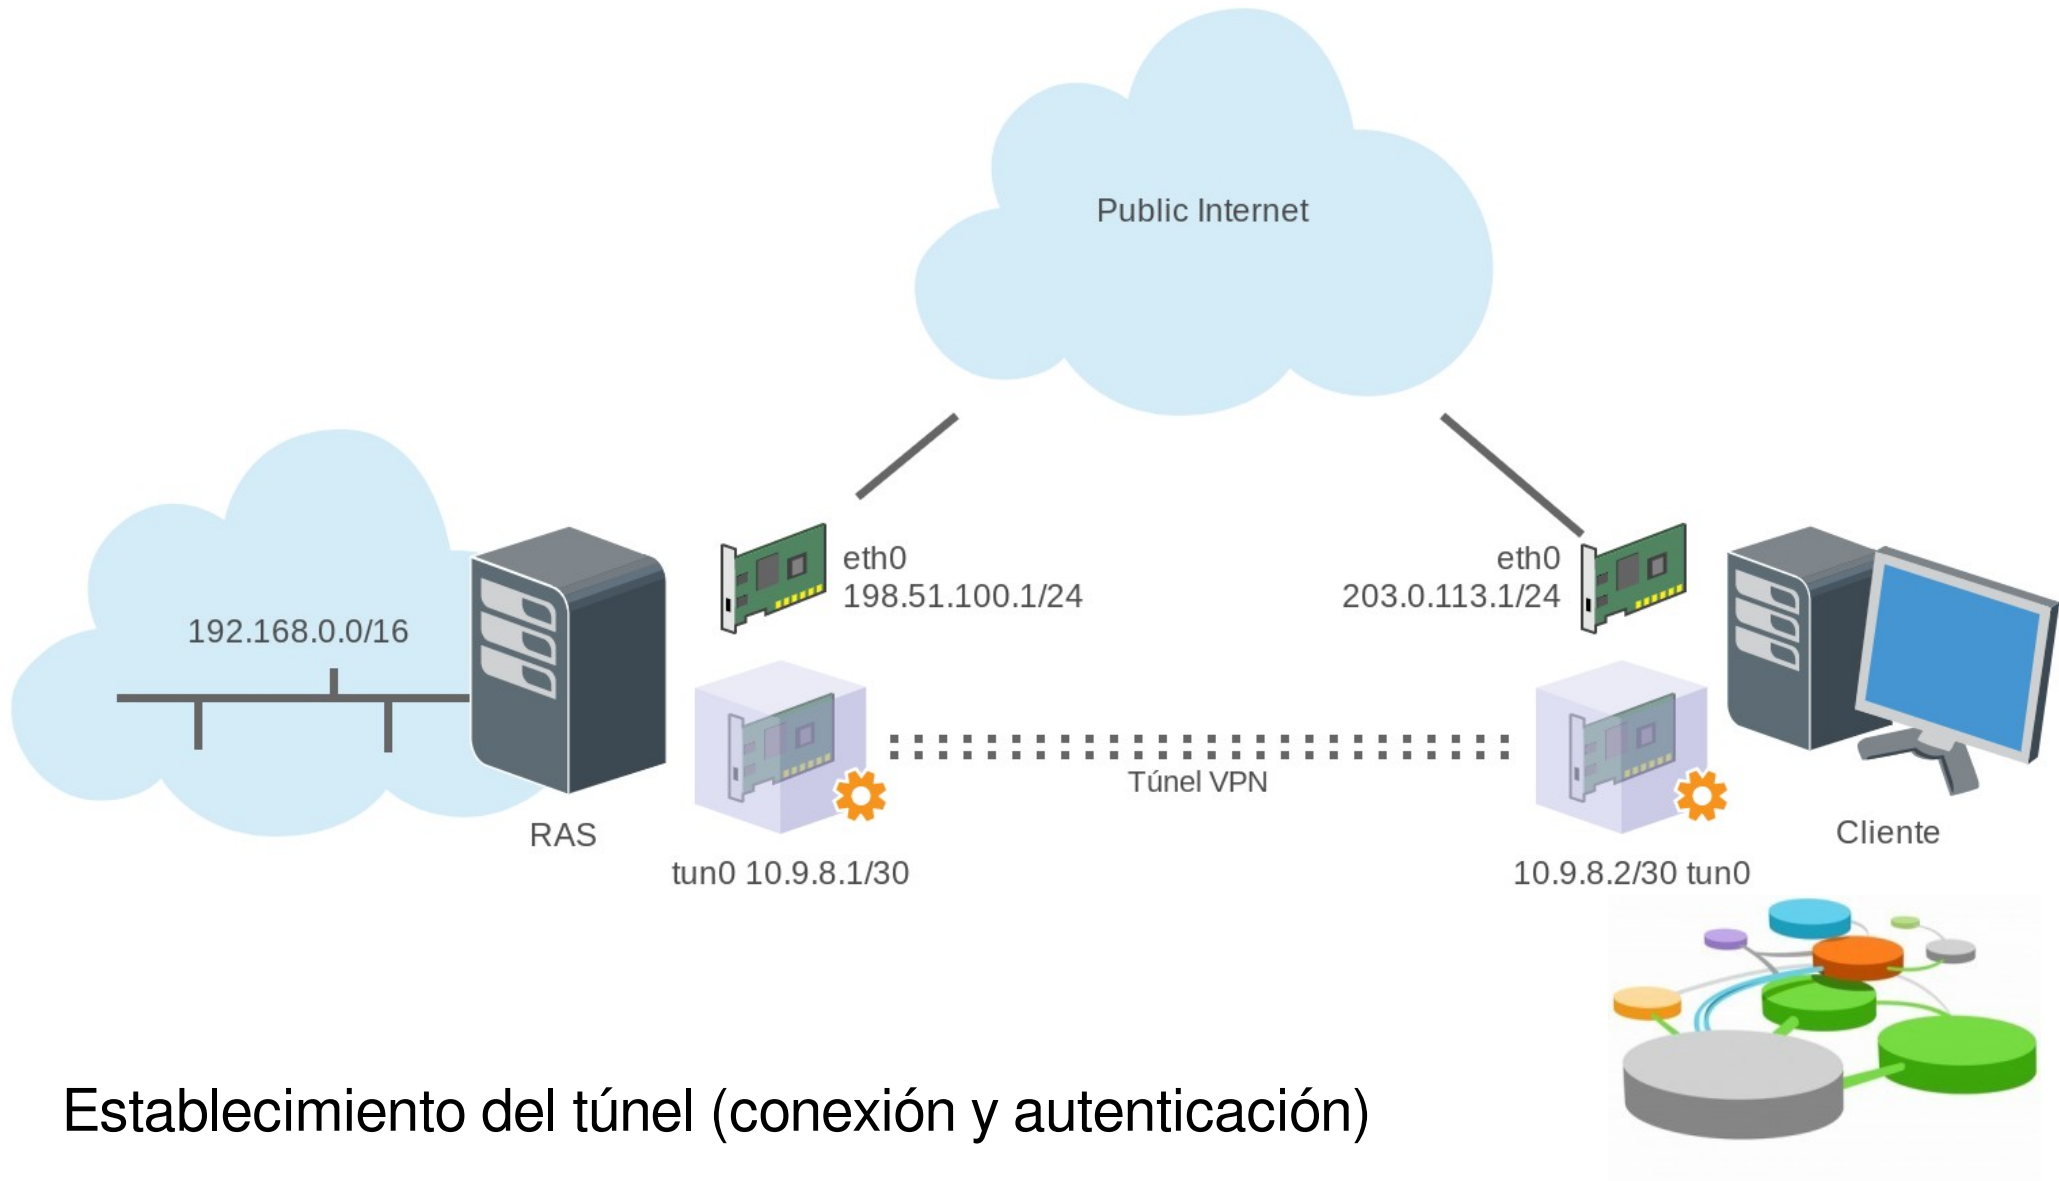 Public Internet
eth0
198.51.100.1/24
eth0
203.0.113.1/24
192.168.0.0/16
Túnel VPN
RAS
Cliente
tun0 10.9.8.1/30
10.9.8.2/30 tun0
Establecimiento del túnel (conexión y autenticación)